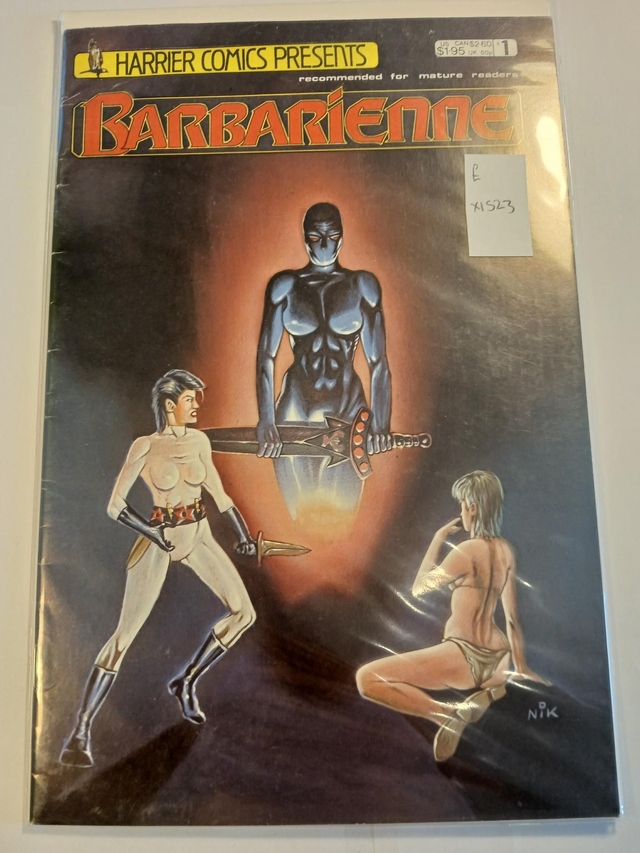 HARRIER COMICS PRESENTS
US CAN $2.60 #1
$1.95 UK 60p
recommended for mature readers
BARBARIENNE
E
X1523
NIK